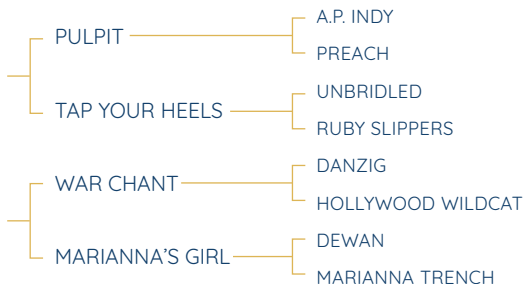 A.P. INDY
PULPIT
PREACH
UNBRIDLED
TAP YOUR HEELS
RUBY SLIPPERS
DANZIG
WAR CHANT
HOLLYWOOD WILDCAT
DEWAN
MARIANNA'S GIRL
MARIANNA TRENCH